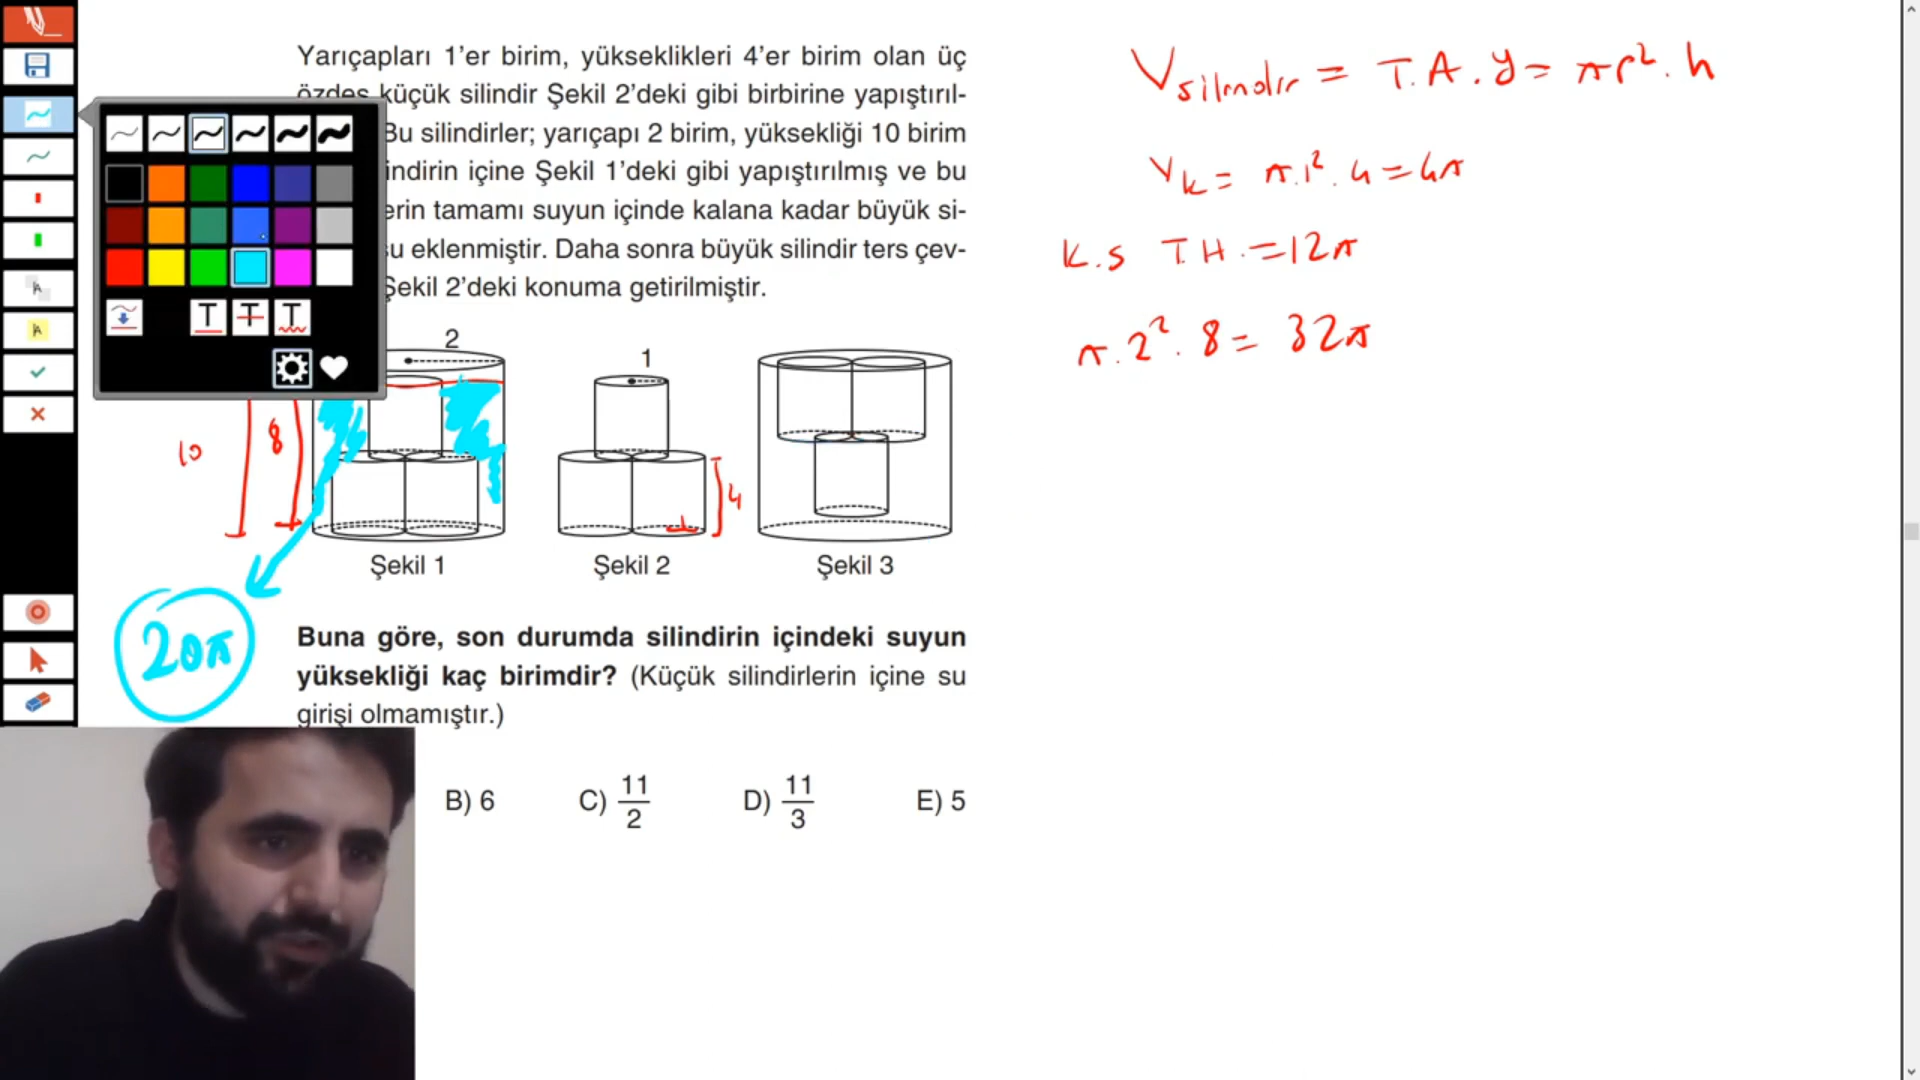 Yarıçapları 1'er birim, yükseklikleri 4'er birim olan üç
özdeş küçük silindir Şekil 2'deki gibi birbirine yapıştırıl-
Bu silindirler; yarıçapı 2 birim, yüksekliği 10 birim
indirin içine Şekil 1'deki gibi yapıştırılmış ve bu
erin tamamı suyun içinde kalana kadar büyük si-
su eklenmiştir. Daha sonra büyük silindir ters çev-
Şekil 2'deki konuma getirilmiştir.
2
1
10
8
4
1
Şekil 1
Şekil 2
Şekil 3
20π
Buna göre, son durumda silindirin içindeki suyun
yüksekliği kaç birimdir? (Küçük silindirlerin içine su
girişi olmamıştır.)
B) 6
C) 11/2
D) 11/3
E) 5
Vsilindir = T.A.y = πr².h
Vk = π.1².4 = 4π
K.S T.H. = 12π
π.2².8 = 32π
T T T
A
A